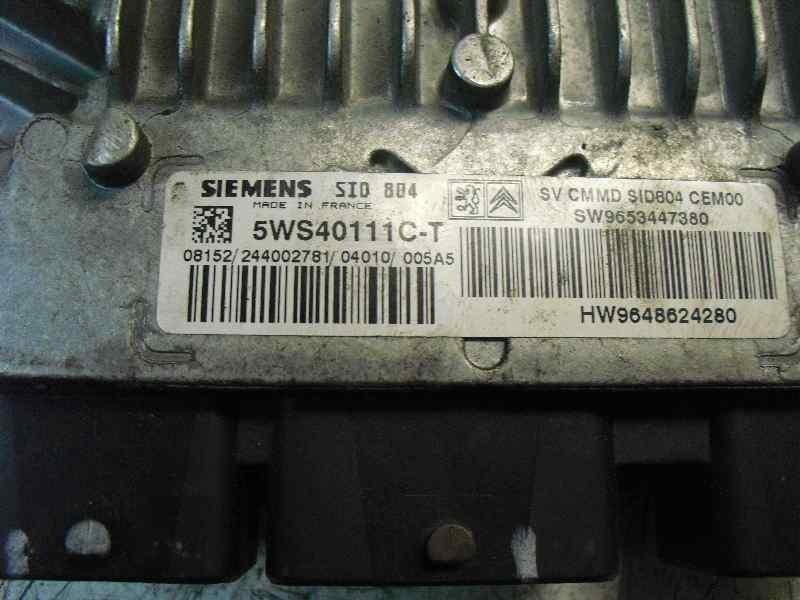 SIEMENS SID 804
MADE IN FRANCE
5WS40111C-T
08152/244002781/04010/005A5
SV CMMD SID804 CEM00
SW9653447380
HW9648624280